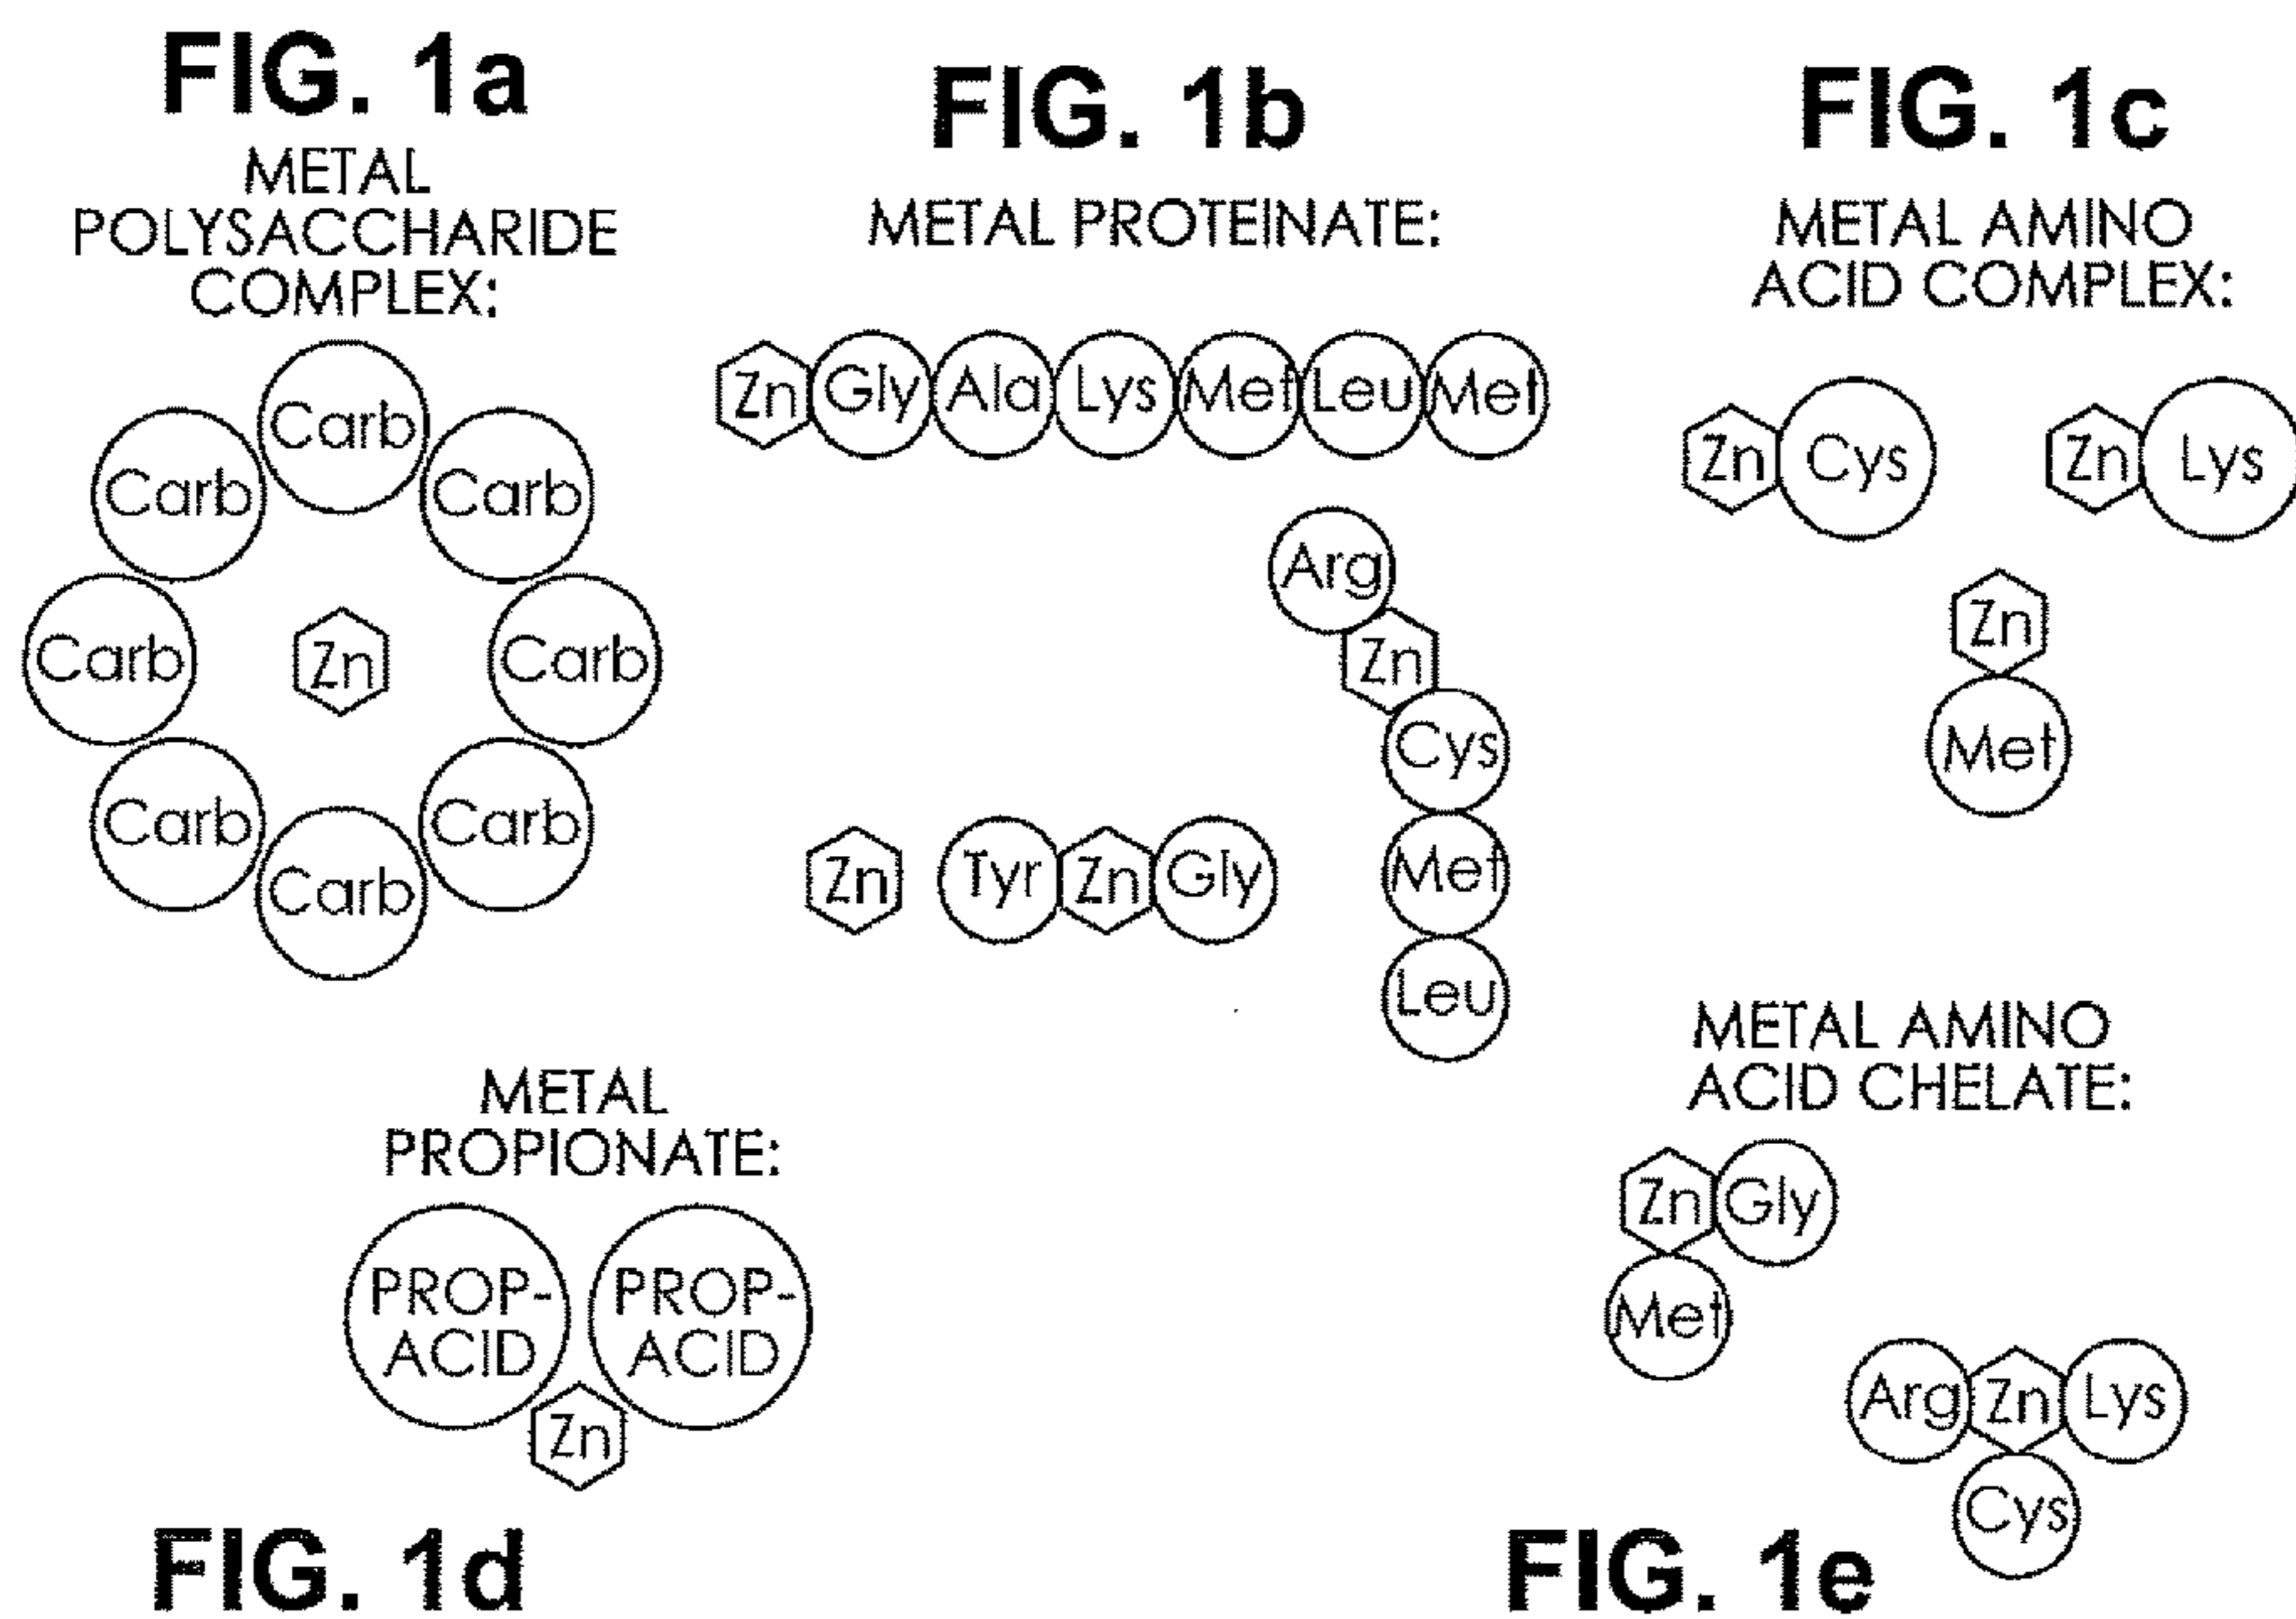 FIG. 1a
METAL
POLYSACCHARIDE
COMPLEX:
Carb
Carb
Carb
Carb
Zn
Carb
Carb
Carb
Carb
FIG. 1b
METAL PROTEINATE:
Zn Gly Ala Lys Met Leu Met
Arg
Zn
Cys
Met
Leu
Zn
Tyr Zn Gly
FIG. 1c
METAL AMINO
ACID COMPLEX:
Zn Cys
Zn Lys
Zn
Met
METAL
PROPIONATE:
PROP-
ACID
PROP-
ACID
Zn
FIG. 1d
METAL AMINO
ACID CHELATE:
Zn Gly
Met
Arg Zn Lys
Cys
FIG. 1e